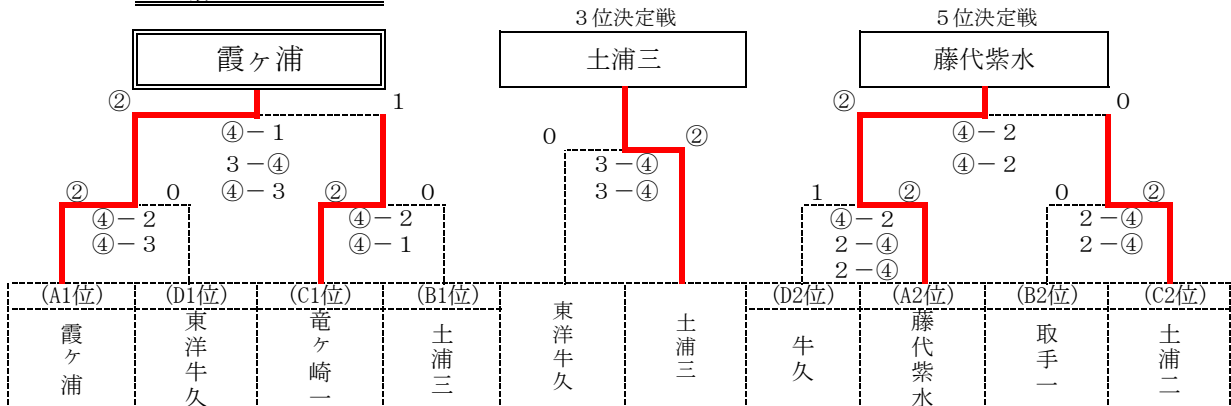 ３位決定戦
５位決定戦
霞ヶ浦
土浦三
藤代紫水
② 1
④－1
3－④
④－3
0 ②
3－④
3－④
② 0
④－2
④－2
② 0
④－2
④－3
② 0
④－2
④－1
1 ②
④－2
2－④
2－④
0 ②
2－④
2－④
(A1位) (D1位) (C1位) (B1位) (D2位) (A2位) (B2位) (C2位)
霞ヶ浦
東洋牛久
竜ヶ崎一
土浦三
東洋牛久
土浦三
牛久
藤代紫水
取手一
土浦二